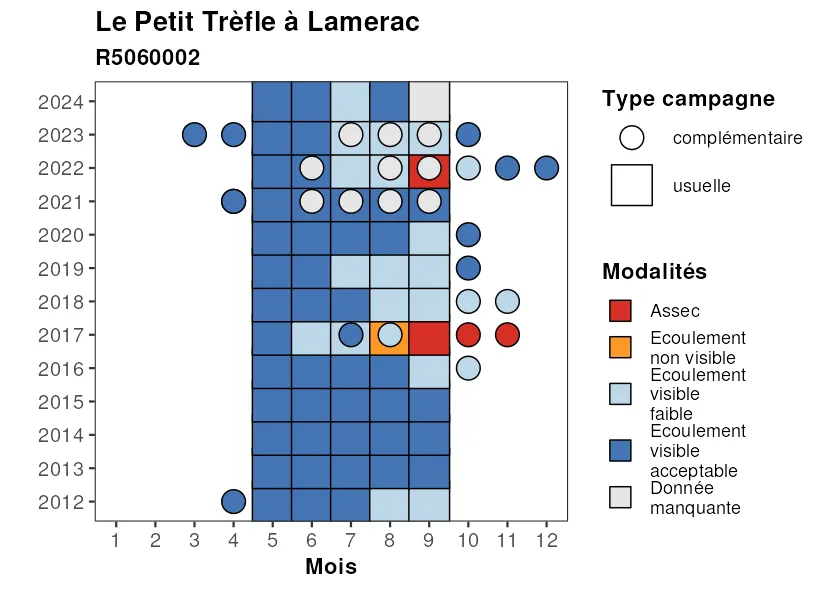 Le Petit Trèfle à Lamerac
R5060002
2024
2023
2022
2021
2020
2019
2018
2017
2016
2015
2014
2013
2012
1 2 3 4 5 6 7 8 9 10 11 12
Mois
Type campagne
complémentaire
usuelle
Modalités
Assec
Ecoulement
non visible
Ecoulement
visible
faible
Ecoulement
visible
acceptable
Donnée
manquante